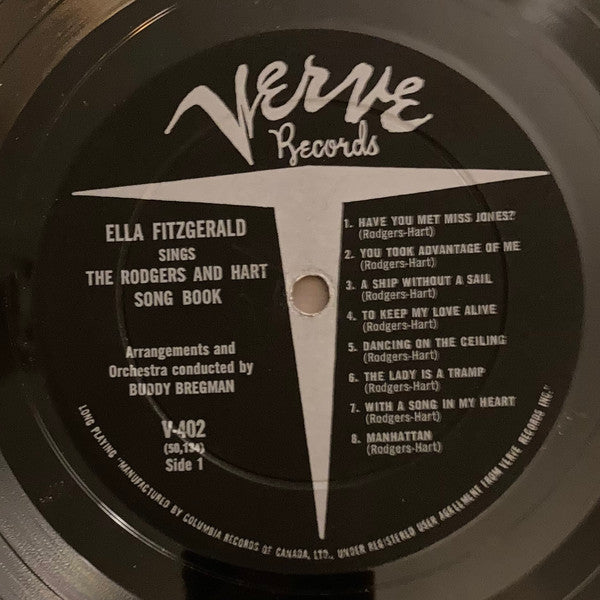 Verve
Records
ELLA FITZGERALD
SINGS
THE RODGERS AND HART
SONG BOOK
Arrangements and
Orchestra conducted by
BUDDY BREGMAN
V-402
(50,134)
Side 1
1. HAVE YOU MET MISS JONES?
(Rodgers-Hart)
2. YOU TOOK ADVANTAGE OF ME
(Rodgers-Hart)
3. A SHIP WITHOUT A SAIL
(Rodgers-Hart)
4. TO KEEP MY LOVE ALIVE
(Rodgers-Hart)
5. DANCING ON THE CEILING
(Rodgers-Hart)
6. THE LADY IS A TRAMP
(Rodgers-Hart)
7. WITH A SONG IN MY HEART
(Rodgers-Hart)
8. MANHATTAN
(Rodgers-Hart)
LONG PLAYING "MANUFACTURED BY COLUMBIA RECORDS OF CANADA, LTD., UNDER REGISTERED USER AGREEMENT FROM VERVE RECORDS INC."